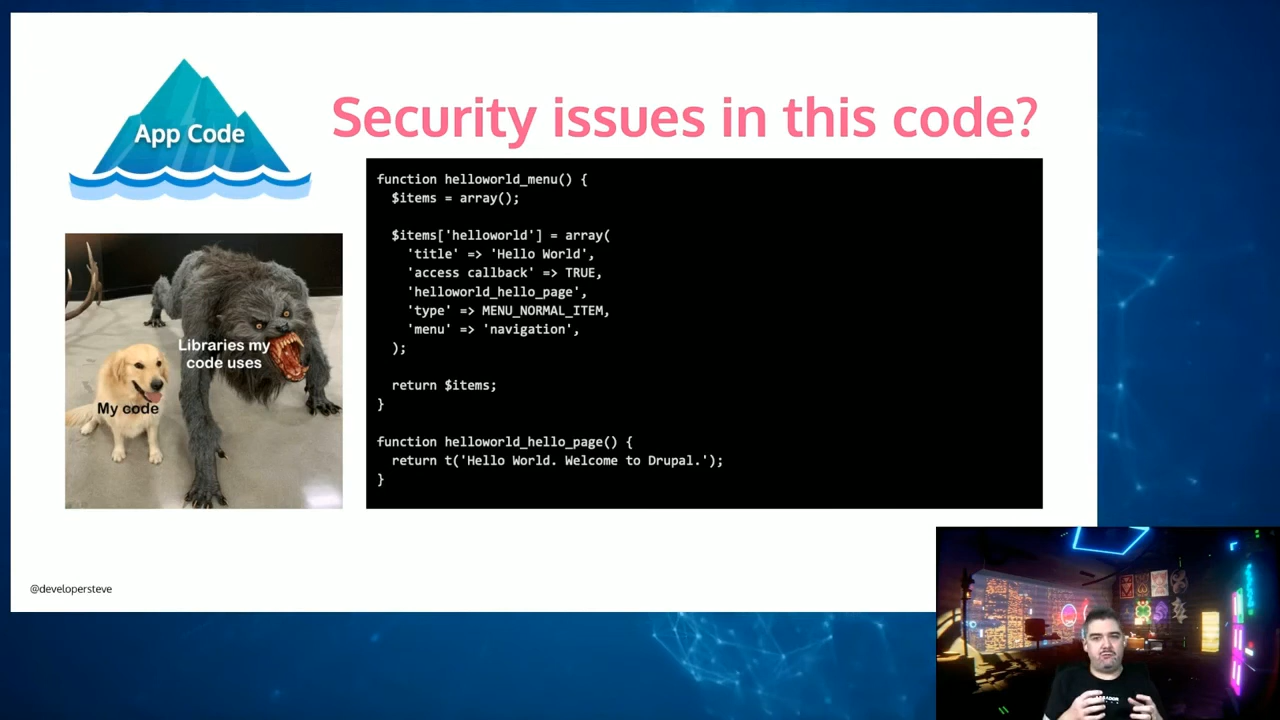 App Code
Security issues in this code?
function helloworld_menu() {
  $items = array();
  $items['helloworld'] = array(
    'title' => 'Hello World',
    'access callback' => TRUE,
    'helloworld_hello_page',
    'type' => MENU_NORMAL_ITEM,
    'menu' => 'navigation',
  );
  return $items;
}
function helloworld_hello_page() {
  return t('Hello World. Welcome to Drupal.');
}
Libraries my
code uses
My code
@developersteve